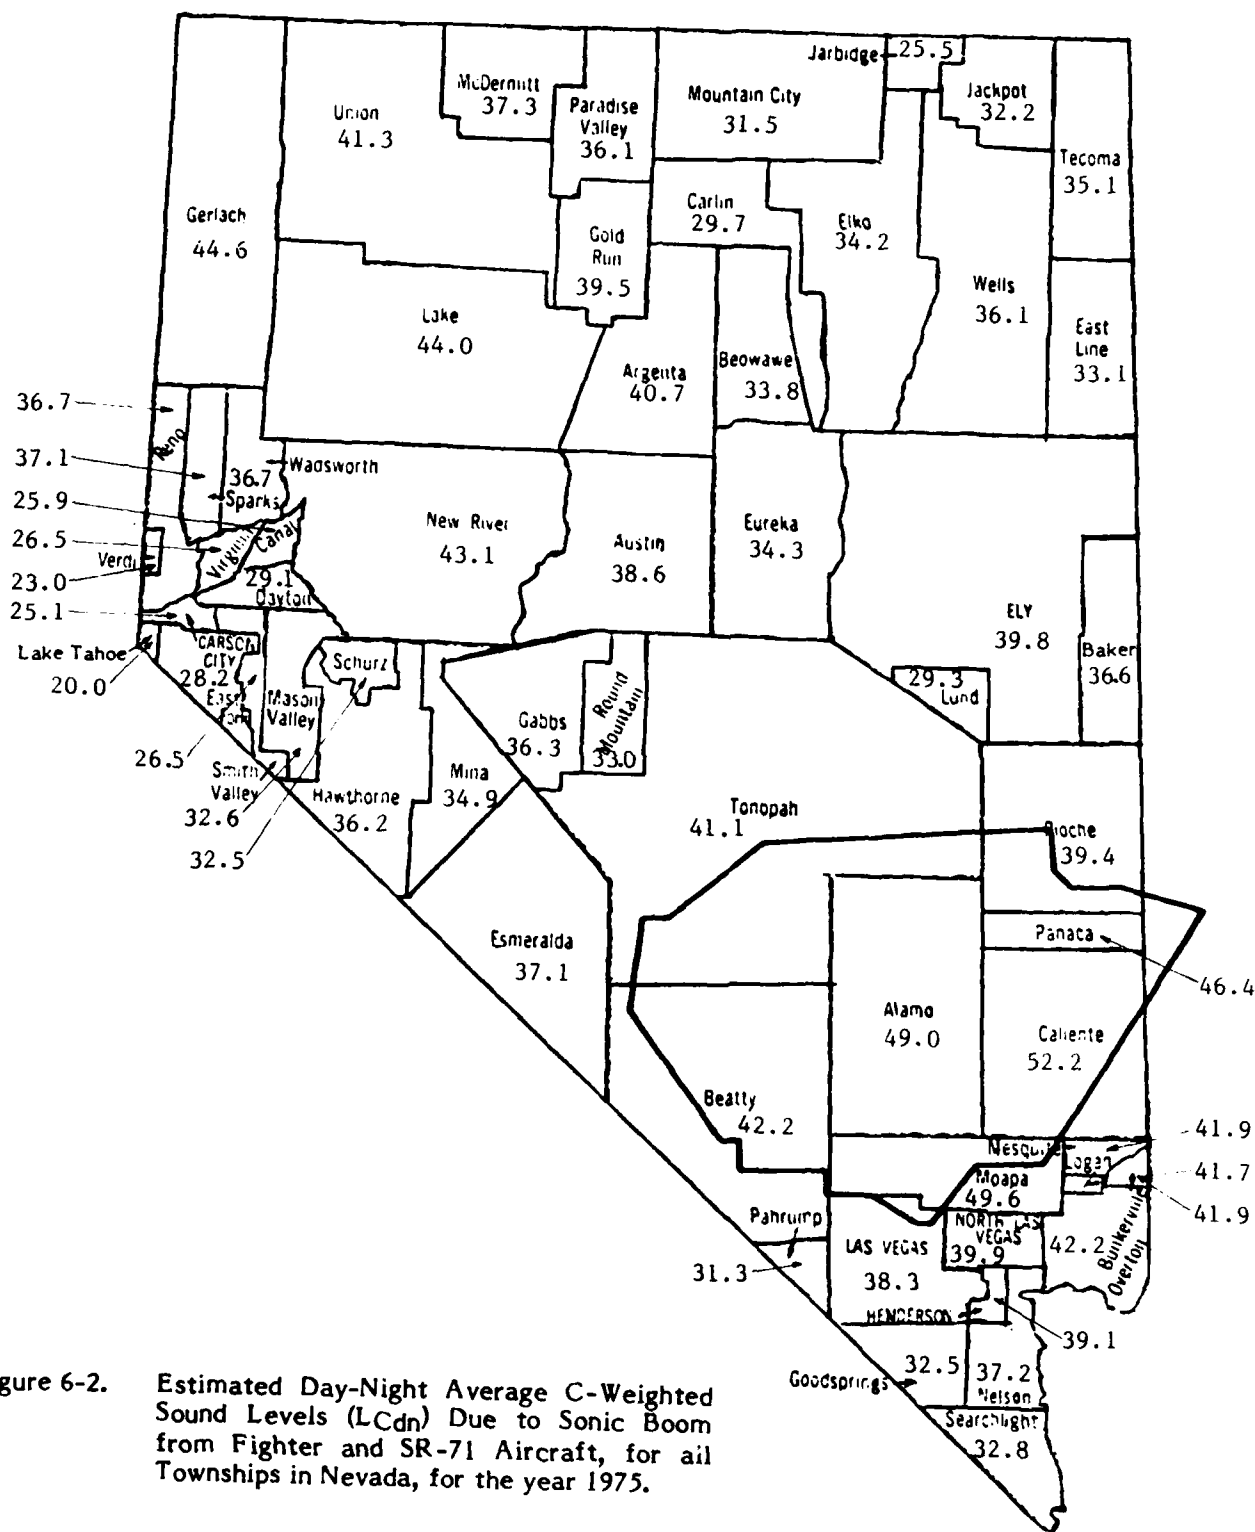 Jarbidge
25.5
McDermitt
37.3
Union
41.3
Paradise
Valley
36.1
Mountain City
31.5
Jackpot
32.2
Tecoma
35.1
Gerlach
44.6
Carlin
29.7
Elko
34.2
Gold
Run
39.5
Wells
36.1
Lake
44.0
East
Line
33.1
Argenta
40.7
Beowawe
33.8
36.7
Reno
37.1
36.7
Wadsworth
Sparks
25.9
Canal
26.5
Virginia
Verdi
23.0
29.1
Dayton
25.1
New River
43.1
Austin
38.6
Eureka
34.3
ELY
39.8
Baker
36.6
29.3
Lund
Lake Tahoe
20.0
CARSON
CITY
28.2
East
Fork
26.5
Schurz
Mason
Valley
Smith
Valley
32.6
32.5
Hawthorne
36.2
Mina
34.9
Gabbs
36.3
Round
Mountain
33.0
Tonopah
41.1
Pioche
39.4
Panaca
46.4
Esmeralda
37.1
Alamo
49.0
Caliente
52.2
Beatty
42.2
41.9
Mesquite
Logan
41.7
Moapa
49.6
41.9
Pahrump
31.3
NORTH LAS
VEGAS
39.9
LAS VEGAS
38.3
42.2
Bunkerville
Overton
HENDERSON
39.1
Goodsprings
32.5
37.2
Nelson
Searchlight
32.8
gure 6-2.
Estimated Day-Night Average C-Weighted
Sound Levels (LCdn) Due to Sonic Boom
from Fighter and SR-71 Aircraft, for all
Townships in Nevada, for the year 1975.